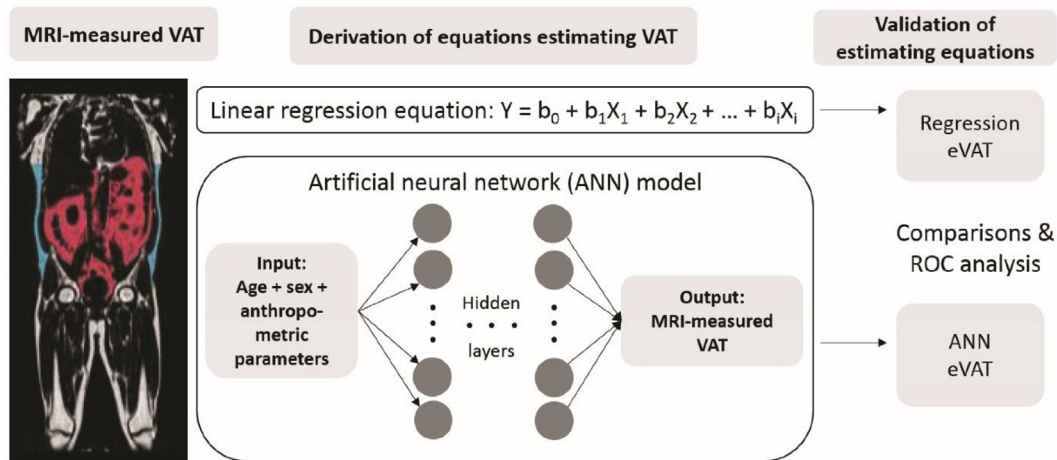 MRI-measured VAT
Derivation of equations estimating VAT
Validation of
estimating equations
Linear regression equation: Y = b₀ + b₁X₁ + b₂X₂ + ... + bᵢXᵢ
Regression
eVAT
Artificial neural network (ANN) model
Input:
Age + sex +
anthropo-
metric
parameters
Hidden
layers
Output:
MRI-measured
VAT
Comparisons &
ROC analysis
ANN
eVAT